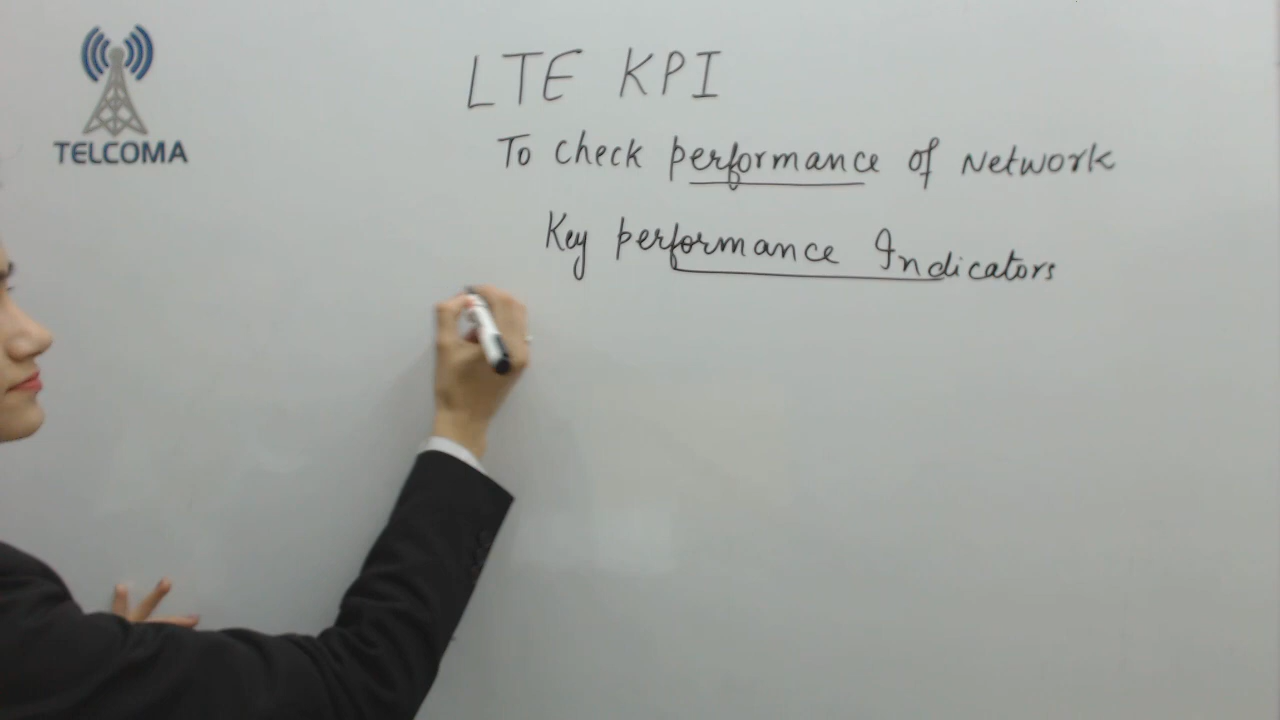 TELCOMA
LTE KPI
To check performance of Network
Key performance Indicators